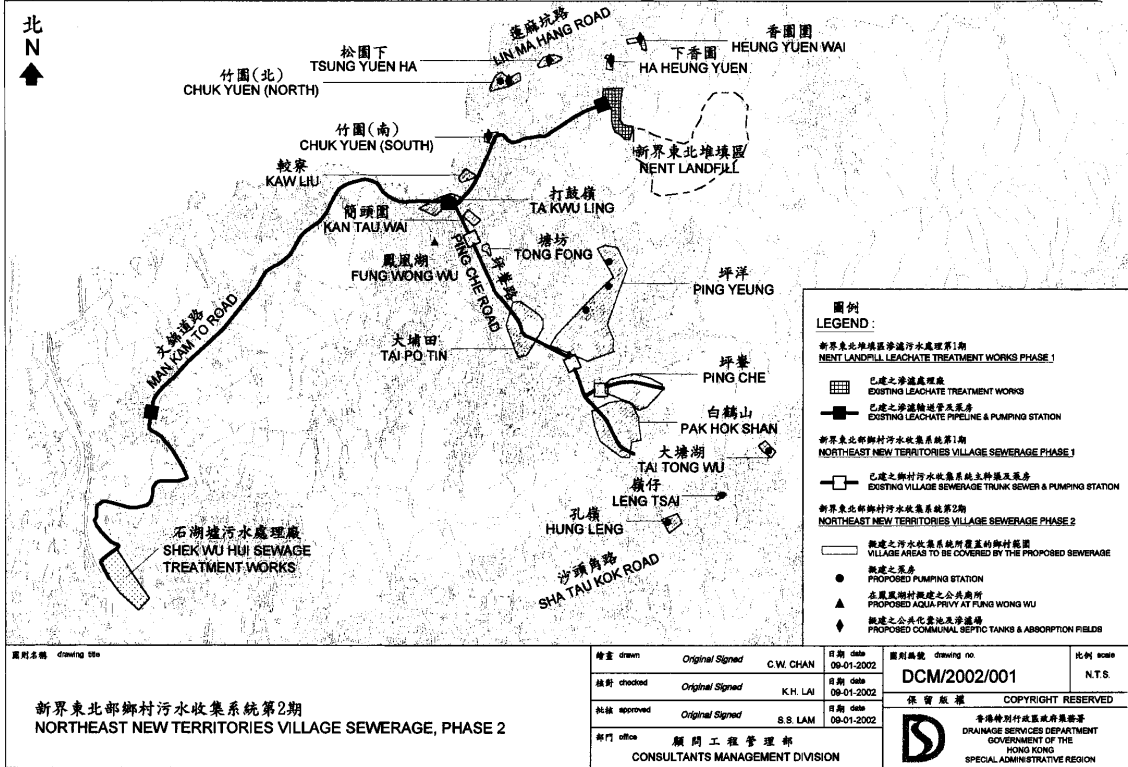 北
N
蓮麻坑路
LIN MA HANG ROAD
香園圍
HEUNG YUEN WAI
松園下
TSUNG YUEN HA
下香園
HA HEUNG YUEN
竹園(北)
CHUK YUEN (NORTH)
竹園(南)
CHUK YUEN (SOUTH)
新界東北堆填區
NENT LANDFILL
較寮
KAW LIU
打鼓嶺
TA KWU LING
簡頭圍
KAN TAU WAI
塘坊
TONG FONG
鳳凰湖
FUNG WONG WU
坪輋路
PING CHE ROAD
坪洋
PING YEUNG
文錦道路
MAN KAM TO ROAD
大埔田
TAI PO TIN
坪輋
PING CHE
白鶴山
PAK HOK SHAN
大塘湖
TAI TONG WU
嶺仔
LENG TSAI
孔嶺
HUNG LENG
沙頭角路
SHA TAU KOK ROAD
石湖墟污水處理廠
SHEK WU HUI SEWAGE
TREATMENT WORKS
圖例
LEGEND :
新界東北堆填區滲濾污水處理第1期
NENT LANDFILL LEACHATE TREATMENT WORKS PHASE 1
已建之滲濾處理廠
EXISTING LEACHATE TREATMENT WORKS
已建之滲濾輸送管及泵房
EXISTING LEACHATE PIPELINE & PUMPING STATION
新界東北部鄉村污水收集系統第1期
NORTHEAST NEW TERRITORIES VILLAGE SEWERAGE PHASE 1
已建之鄉村污水收集系統主幹渠及泵房
EXISTING VILLAGE SEWERAGE TRUNK SEWER & PUMPING STATION
新界東北部鄉村污水收集系統第2期
NORTHEAST NEW TERRITORIES VILLAGE SEWERAGE PHASE 2
擬建之污水收集系統所覆蓋的鄉村範圍
VILLAGE AREAS TO BE COVERED BY THE PROPOSED SEWERAGE
擬建之泵房
PROPOSED PUMPING STATION
在鳳凰湖村擬建之公共廁所
PROPOSED AQUA-PRIVY AT FUNG WONG WU
擬建之公共化糞池及滲濾場
PROPOSED COMMUNAL SEPTIC TANKS & ABSORPTION FIELDS
圖則名稱 drawing title
新界東北部鄉村污水收集系統第2期
NORTHEAST NEW TERRITORIES VILLAGE SEWERAGE, PHASE 2
繪畫 drawn Original Signed C.W. CHAN 日期 date 09-01-2002
核對 checked Original Signed K.H. LAI 日期 date 09-01-2002
批核 approved Original Signed S.S. LAM 日期 date 09-01-2002
部門 office
顧問工程管理部
CONSULTANTS MANAGEMENT DIVISION
圖則編號 drawing no.
DCM/2002/001
比例 scale
N.T.S.
保留版權 COPYRIGHT RESERVED
香港特別行政區政府渠務署
DRAINAGE SERVICES DEPARTMENT
GOVERNMENT OF THE
HONG KONG
SPECIAL ADMINISTRATIVE REGION